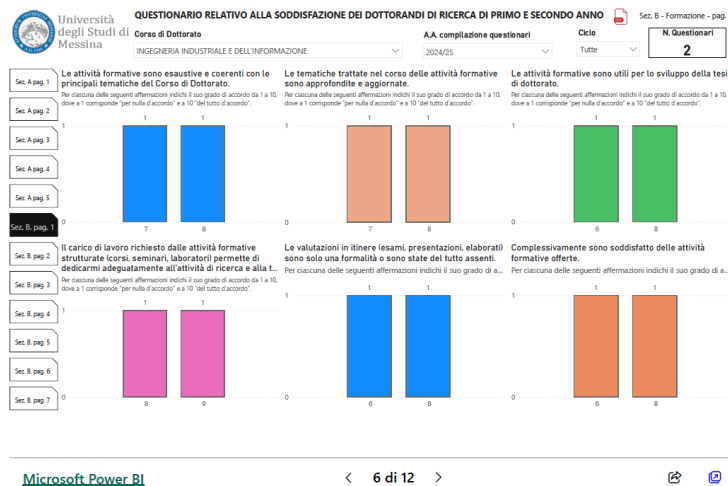 Università
degli Studi di
Messina
QUESTIONARIO RELATIVO ALLA SODDISFAZIONE DEI DOTTORANDI DI RICERCA DI PRIMO E SECONDO ANNO
Sez. B - Formazione - pag.
Corso di Dottorato
INGEGNERIA INDUSTRIALE E DELL'INFORMAZIONE
A.A. compilazione questionari
2024/25
Ciclo
Tutte
N. Questionari
2
Sez. A pag. 1
Sez. A pag. 2
Sez. A pag. 3
Sez. A pag. 4
Sez. A pag. 5
Sez. B. pag. 1
Sez. B. pag. 2
Sez. B. pag. 3
Sez. B. pag. 4
Sez. B. pag. 5
Sez. B. pag. 6
Sez. B. pag. 7
Le attività formative sono esaustive e coerenti con le
principali tematiche del Corso di Dottorato.
Per ciascuna delle seguenti affermazioni indichi il suo grado di accordo da 1 a 10,
dove a 1 corrisponde "per nulla d'accordo" e a 10 "del tutto d'accordo".
1 1
1
0
7 8
Le tematiche trattate nel corso delle attività formative
sono approfondite e aggiornate.
Per ciascuna delle seguenti affermazioni indichi il suo grado di accordo da 1 a 10,
dove a 1 corrisponde "per nulla d'accordo" e a 10 "del tutto d'accordo".
1 1
1
0
7 8
Le attività formative sono utili per lo sviluppo della tesi
di dottorato.
Per ciascuna delle seguenti affermazioni indichi il suo grado di accordo da 1 a 10,
dove a 1 corrisponde "per nulla d'accordo" e a 10 "del tutto d'accordo".
1 1
1
0
6 8
Il carico di lavoro richiesto dalle attività formative
strutturate (corsi, seminari, laboratori) permette di
dedicarmi adeguatamente all'attività di ricerca e alla t...
Per ciascuna delle seguenti affermazioni indichi il suo grado di accordo da 1 a 10,
dove a 1 corrisponde "per nulla d'accordo" e a 10 "del tutto d'accordo".
1 1
1
0
8 9
Le valutazioni in itinere (esami, presentazioni, elaborati)
sono solo una formalità o sono state del tutto assenti.
Per ciascuna delle seguenti affermazioni indichi il suo grado di a...
1 1
1
0
6 8
Complessivamente sono soddisfatto delle attività
formative offerte.
Per ciascuna delle seguenti affermazioni indichi il suo grado di a...
1 1
1
0
6 8
Microsoft Power BI
6 di 12